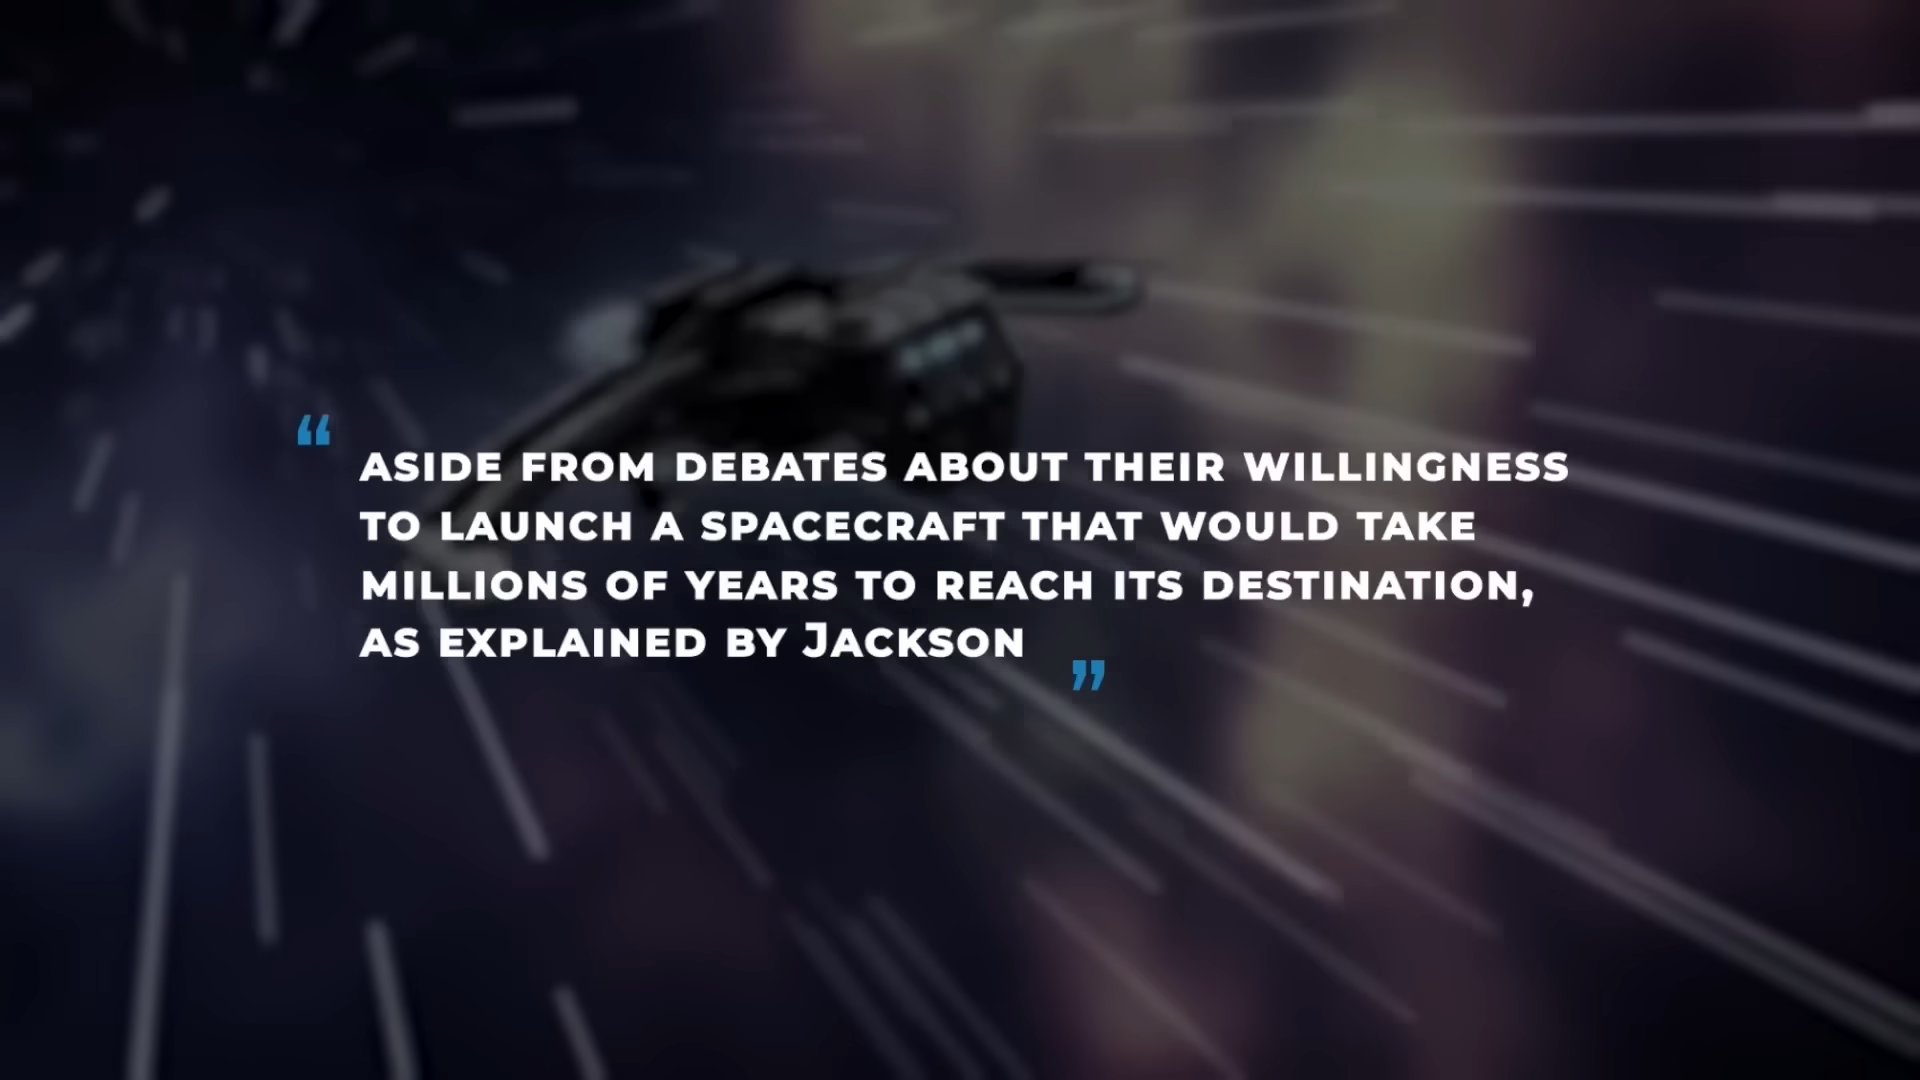 “ ASIDE FROM DEBATES ABOUT THEIR WILLINGNESS
TO LAUNCH A SPACECRAFT THAT WOULD TAKE
MILLIONS OF YEARS TO REACH ITS DESTINATION,
AS EXPLAINED BY JACKSON ”